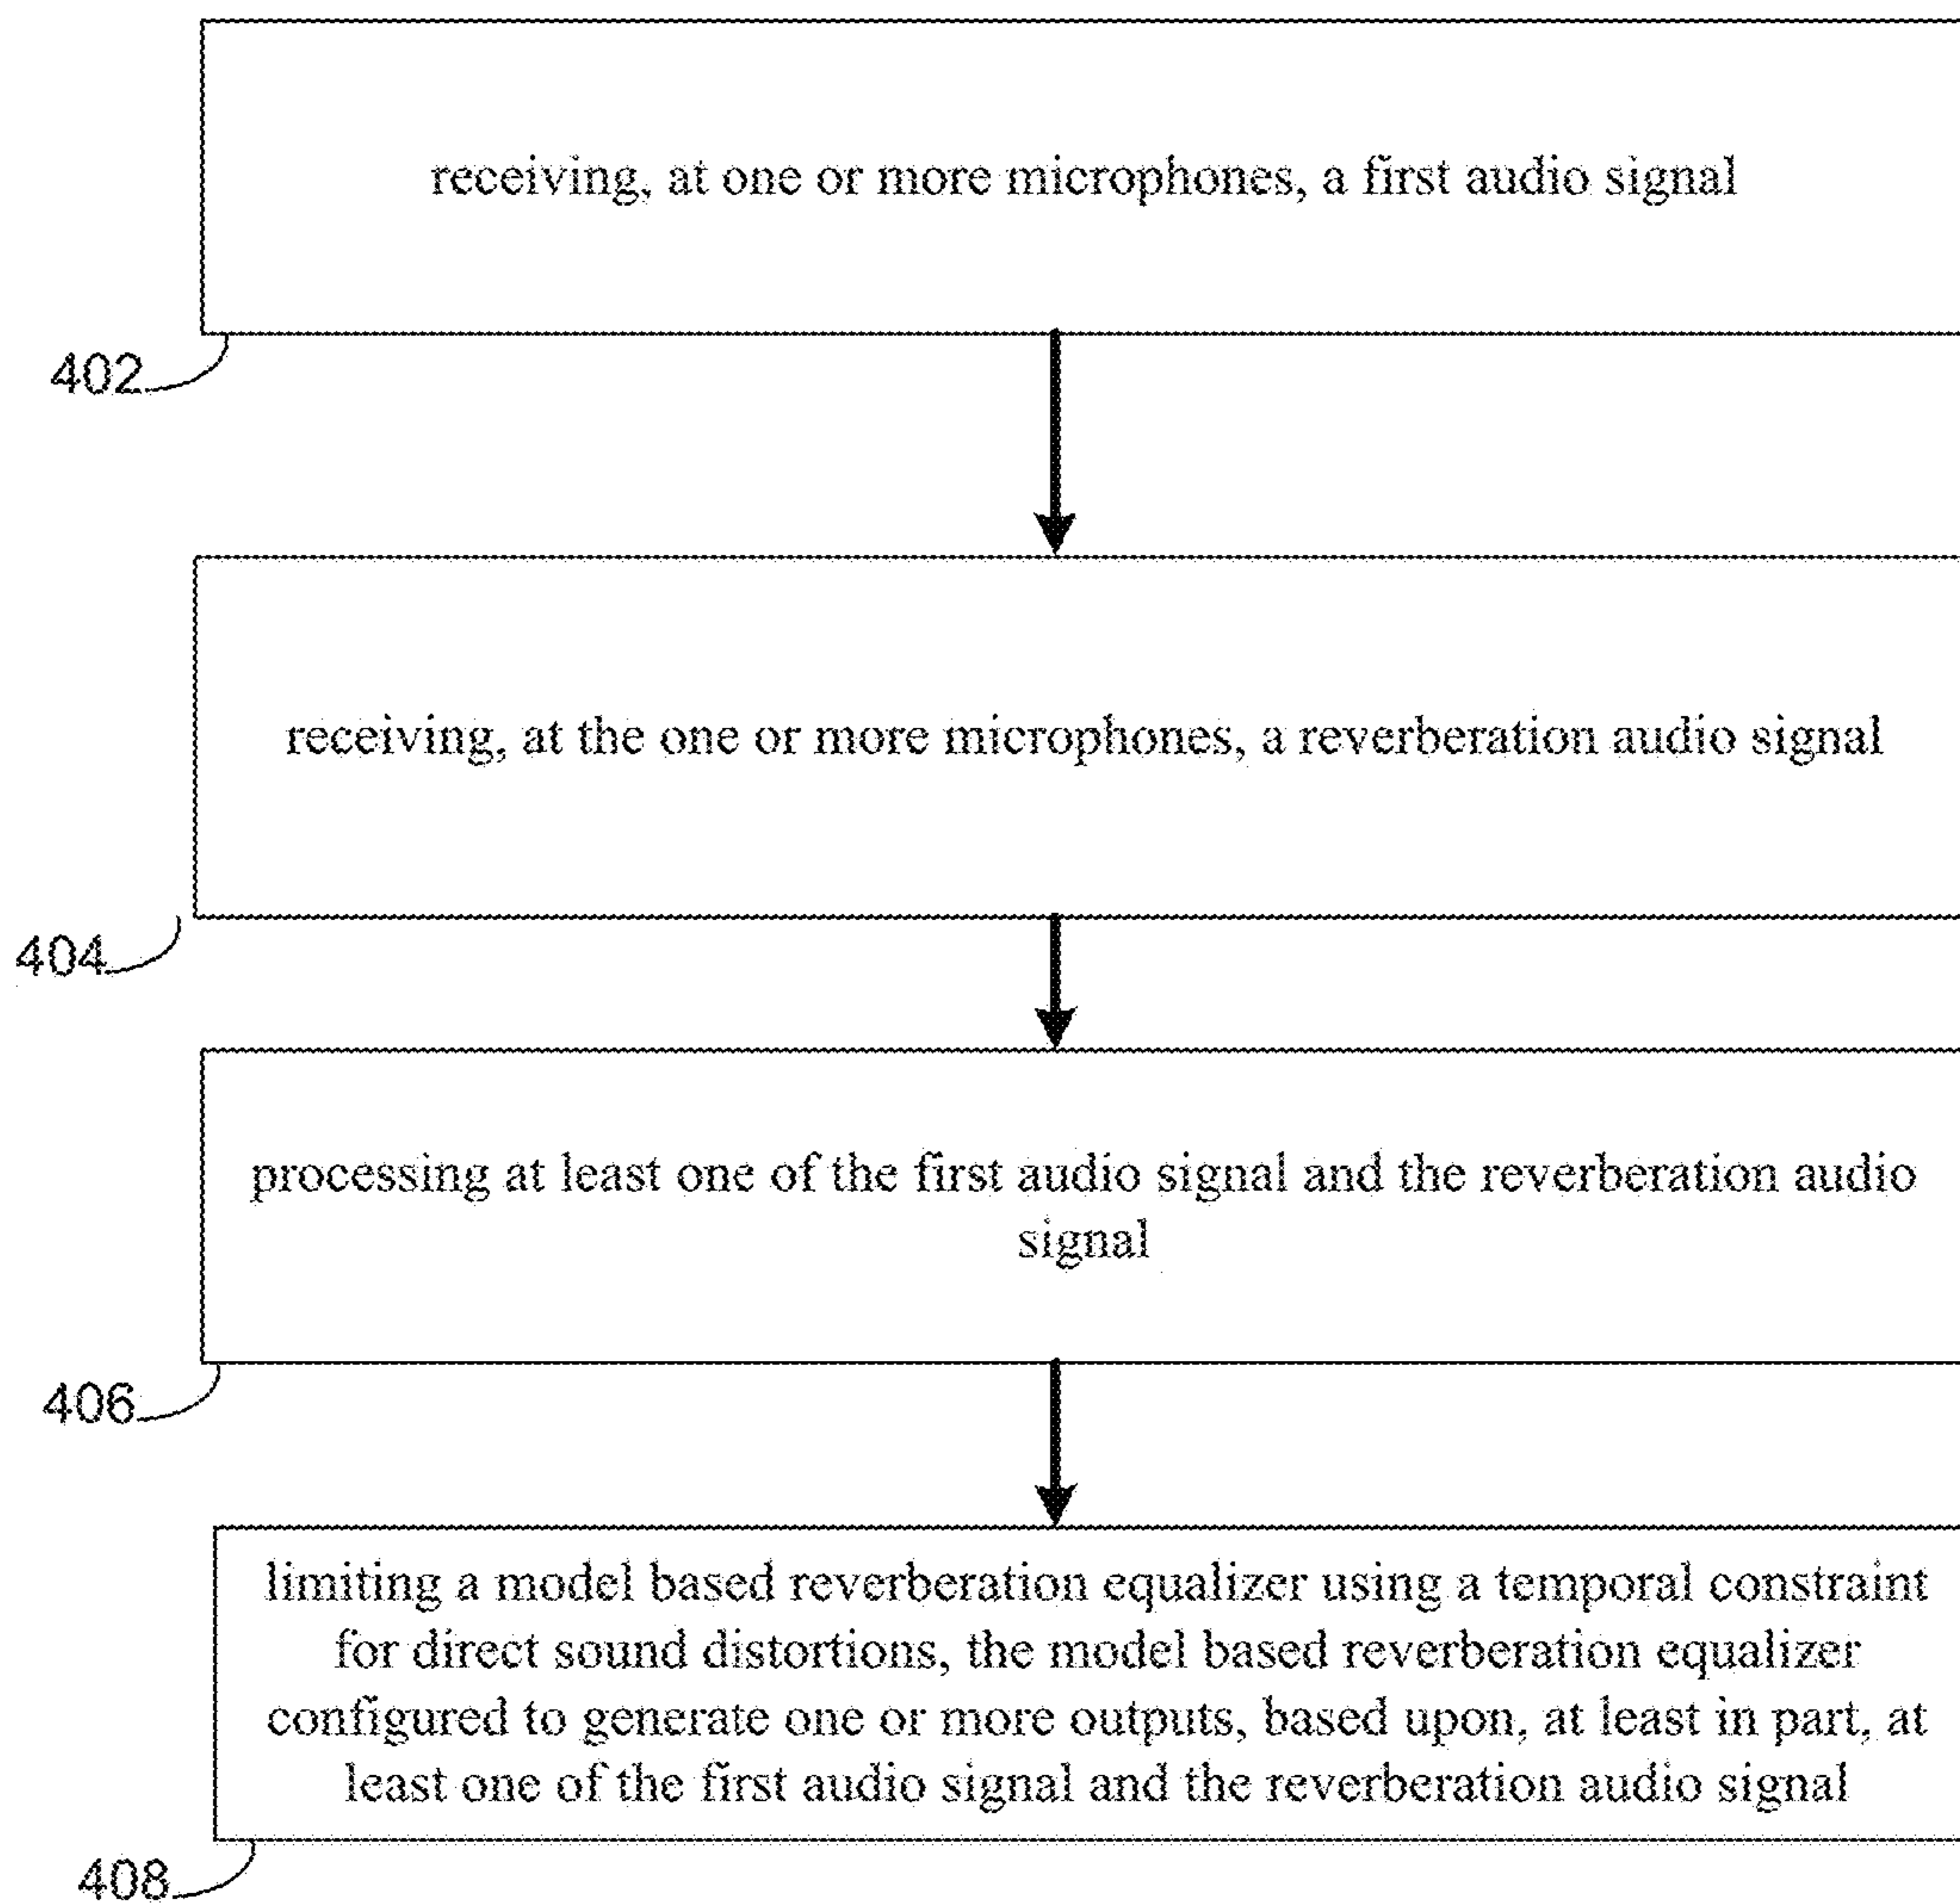 receiving, at one or more microphones, a first audio signal
402
receiving, at the one or more microphones, a reverberation audio signal
404
processing at least one of the first audio signal and the reverberation audio
signal
406
limiting a model based reverberation equalizer using a temporal constraint
for direct sound distortions, the model based reverberation equalizer
configured to generate one or more outputs, based upon, at least in part, at
least one of the first audio signal and the reverberation audio signal
408